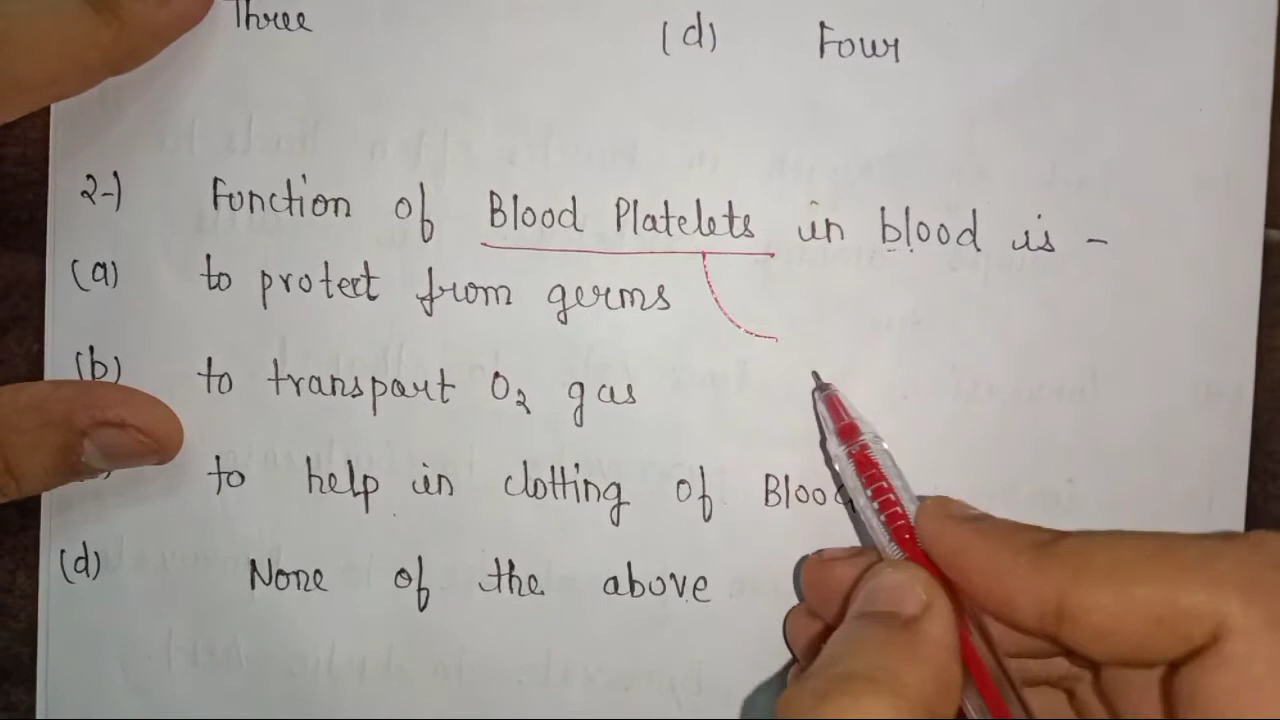 Three
(d) Four
2-) Function of Blood Platelets in blood is -
(a) to protect from germs
(b) to transport O₂ gas
to help in clotting of Blood
(d) None of the above